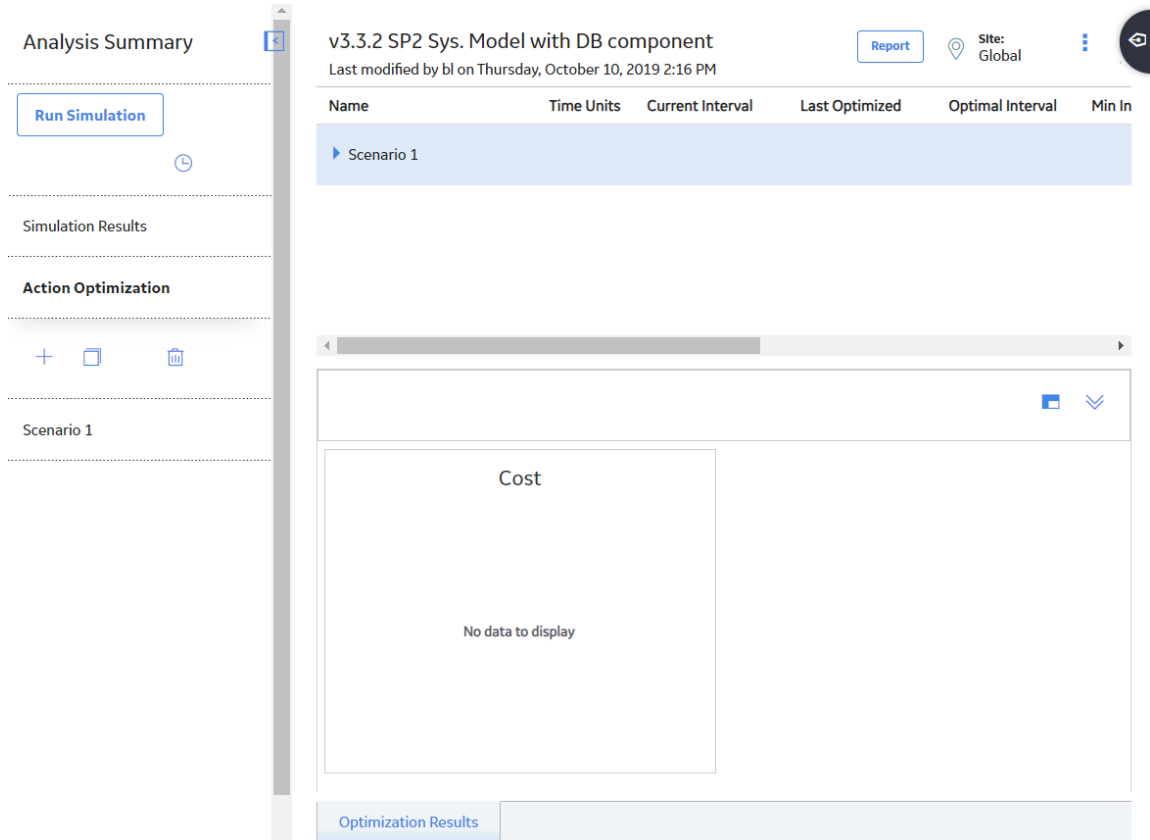 Analysis Summary
Run Simulation
Simulation Results
Action Optimization
Scenario 1
v3.3.2 SP2 Sys. Model with DB component
Last modified by bl on Thursday, October 10, 2019 2:16 PM
Report
Site:
Global
Name Time Units Current Interval Last Optimized Optimal Interval Min In
Scenario 1
Cost
No data to display
Optimization Results